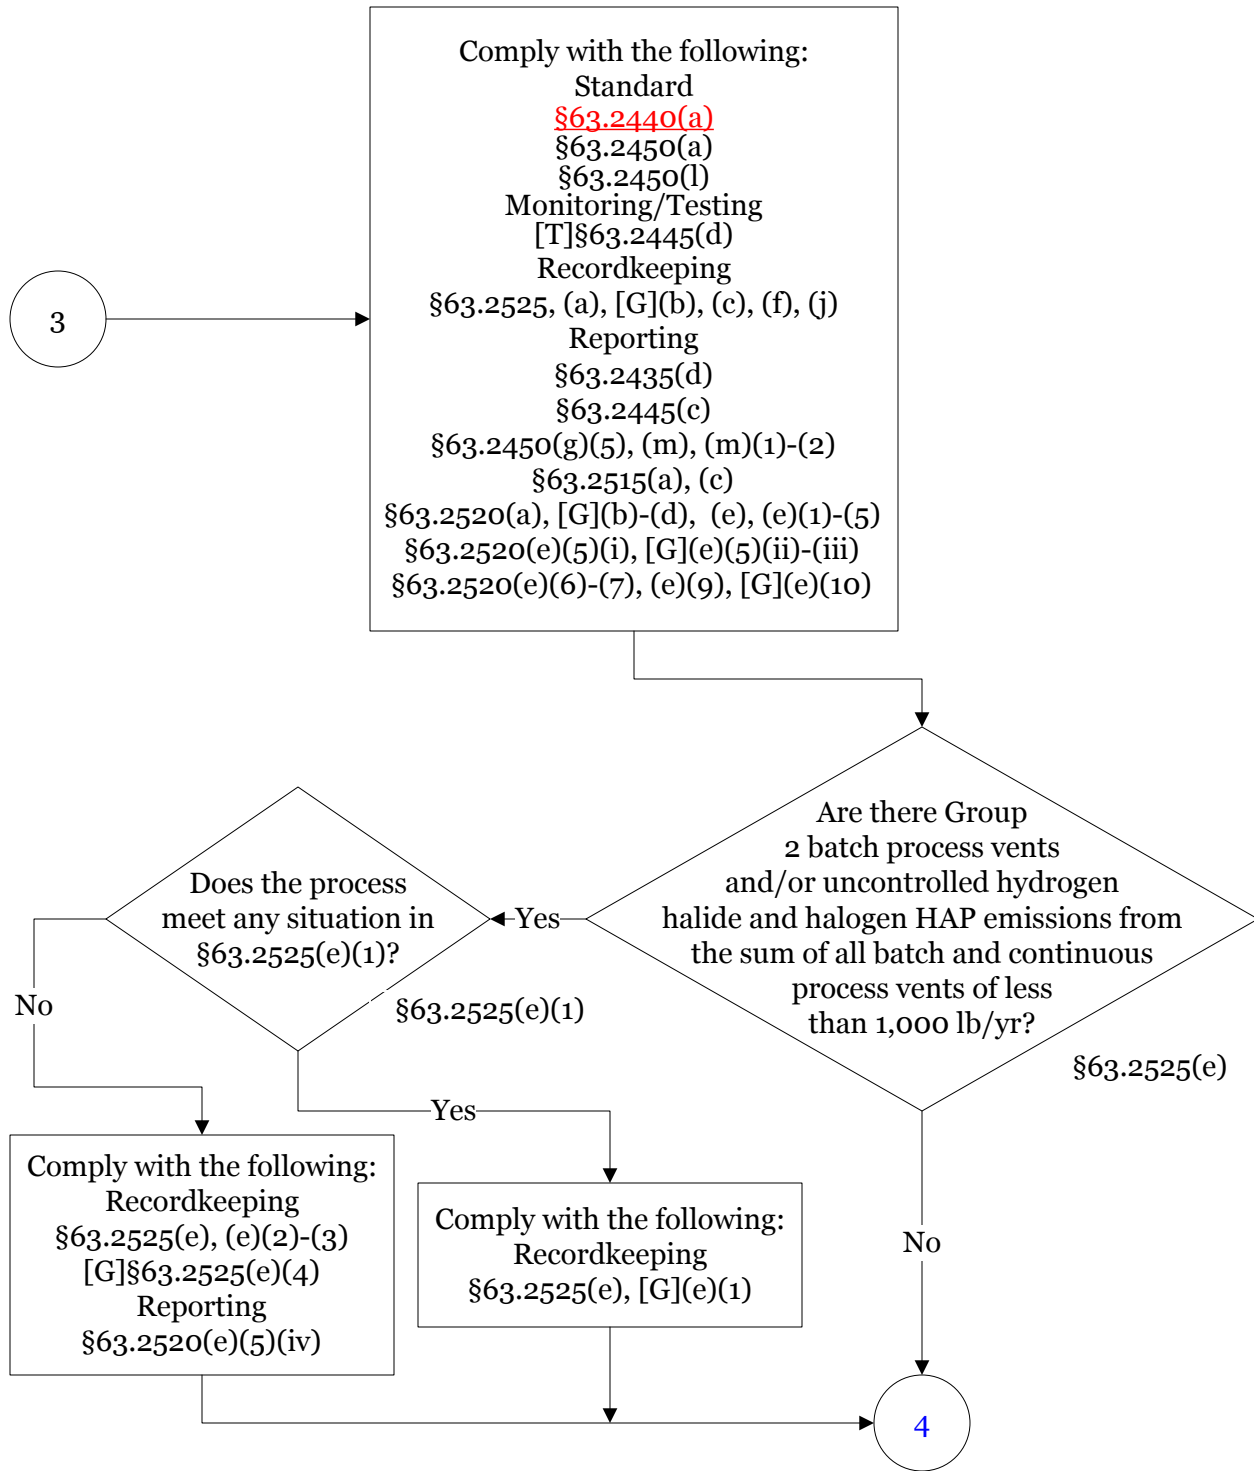 Comply with the following:
Standard
§63.2440(a)
§63.2450(a)
§63.2450(l)
Monitoring/Testing
[T]§63.2445(d)
Recordkeeping
§63.2525, (a), [G](b), (c), (f), (j)
Reporting
§63.2435(d)
§63.2445(c)
§63.2450(g)(5), (m), (m)(1)-(2)
§63.2515(a), (c)
§63.2520(a), [G](b)-(d), (e), (e)(1)-(5)
§63.2520(e)(5)(i), [G](e)(5)(ii)-(iii)
§63.2520(e)(6)-(7), (e)(9), [G](e)(10)
3
Are there Group
2 batch process vents
and/or uncontrolled hydrogen
halide and halogen HAP emissions from
the sum of all batch and continuous
process vents of less
than 1,000 lb/yr?
§63.2525(e)
Yes
Does the process
meet any situation in
§63.2525(e)(1)?
§63.2525(e)(1)
No
Yes
Comply with the following:
Recordkeeping
§63.2525(e), (e)(2)-(3)
[G]§63.2525(e)(4)
Reporting
§63.2520(e)(5)(iv)
Comply with the following:
Recordkeeping
§63.2525(e), [G](e)(1)
No
4